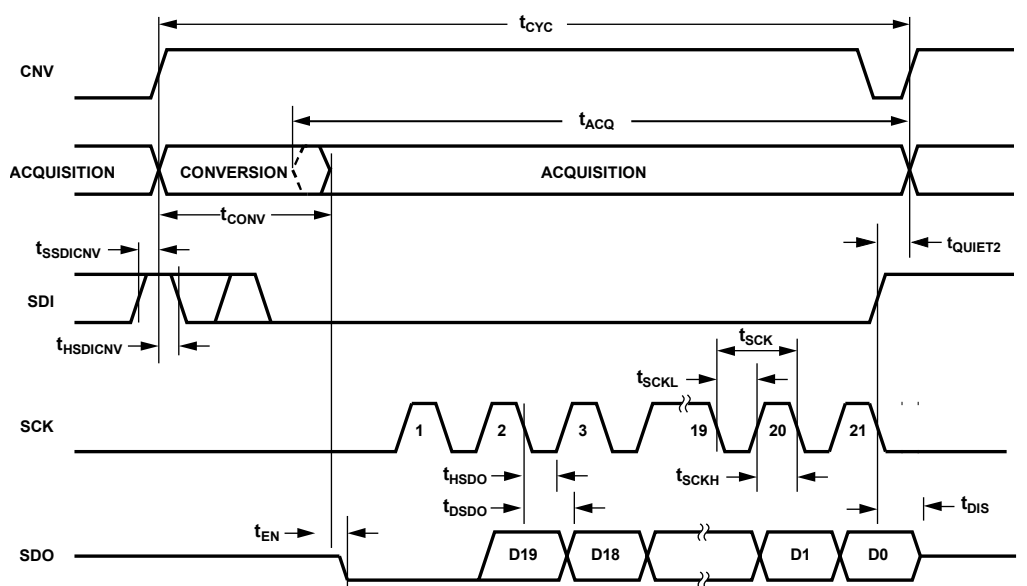 tCYC
CNV
tACQ
ACQUISITION CONVERSION ACQUISITION
tCONV
tSSDICNV tQUIET2
SDI
tHSDICNV
tSCK
tSCKL
SCK 1 2 3 19 20 21
tHSDO tSCKH
tDSDO tDIS
tEN
SDO D19 D18 D1 D0